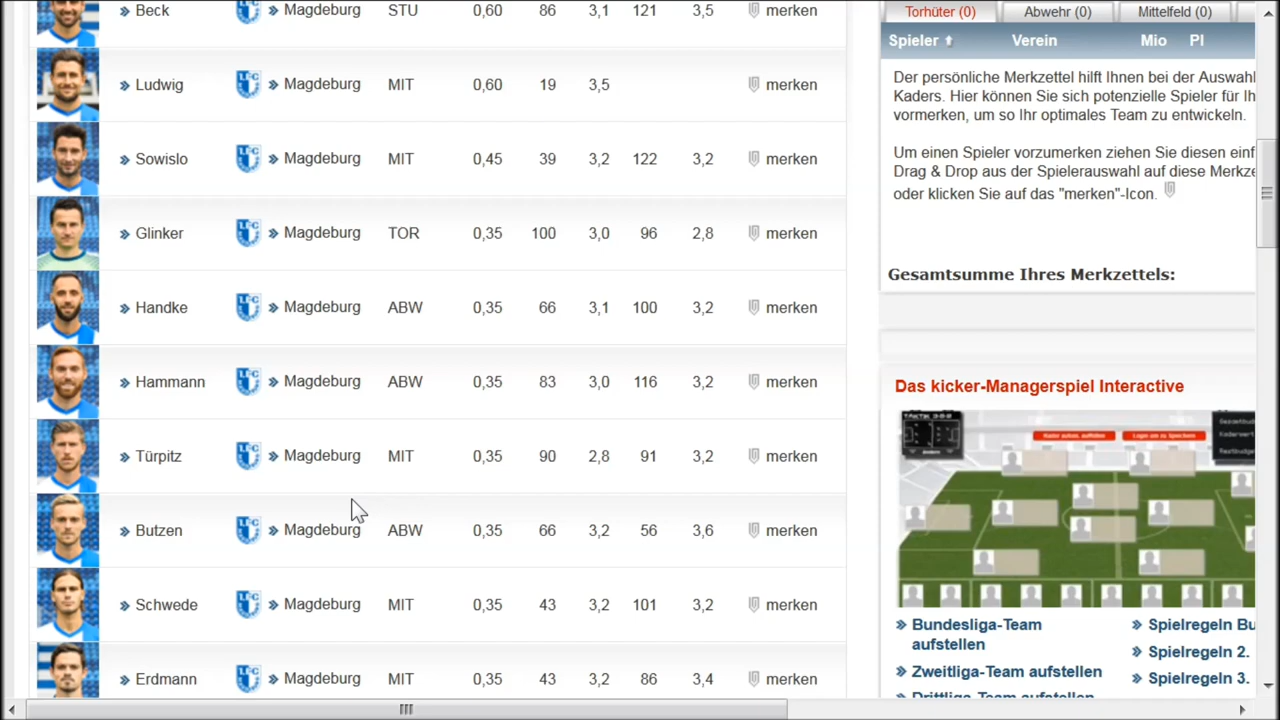 Beck Magdeburg STU 0,60 86 3,1 121 3,5 merken
Ludwig Magdeburg MIT 0,60 19 3,5 merken
Sowislo Magdeburg MIT 0,45 39 3,2 122 3,2 merken
Glinker Magdeburg TOR 0,35 100 3,0 96 2,8 merken
Handke Magdeburg ABW 0,35 66 3,1 100 3,2 merken
Hammann Magdeburg ABW 0,35 83 3,0 116 3,2 merken
Türpitz Magdeburg MIT 0,35 90 2,8 91 3,2 merken
Butzen Magdeburg ABW 0,35 66 3,2 56 3,6 merken
Schwede Magdeburg MIT 0,35 43 3,2 101 3,2 merken
Erdmann Magdeburg MIT 0,35 43 3,2 86 3,4 merken
Torhüter (0) Abwehr (0) Mittelfeld (0)
Spieler Verein Mio Pl
Der persönliche Merkzettel hilft Ihnen bei der Auswahl
Kaders. Hier können Sie sich potenzielle Spieler für Ih
vormerken, um so Ihr optimales Team zu entwickeln.
Um einen Spieler vorzumerken ziehen Sie diesen einf
Drag & Drop aus der Spielerauswahl auf diese Merkze
oder klicken Sie auf das "merken"-Icon.
Gesamtsumme Ihres Merkzettels:
Das kicker-Managerspiel Interactive
Bundesliga-Team
aufstellen
Spielregeln Bu
Spielregeln 2.
Zweitliga-Team aufstellen
Spielregeln 3.
Drittliga-Team aufstellen